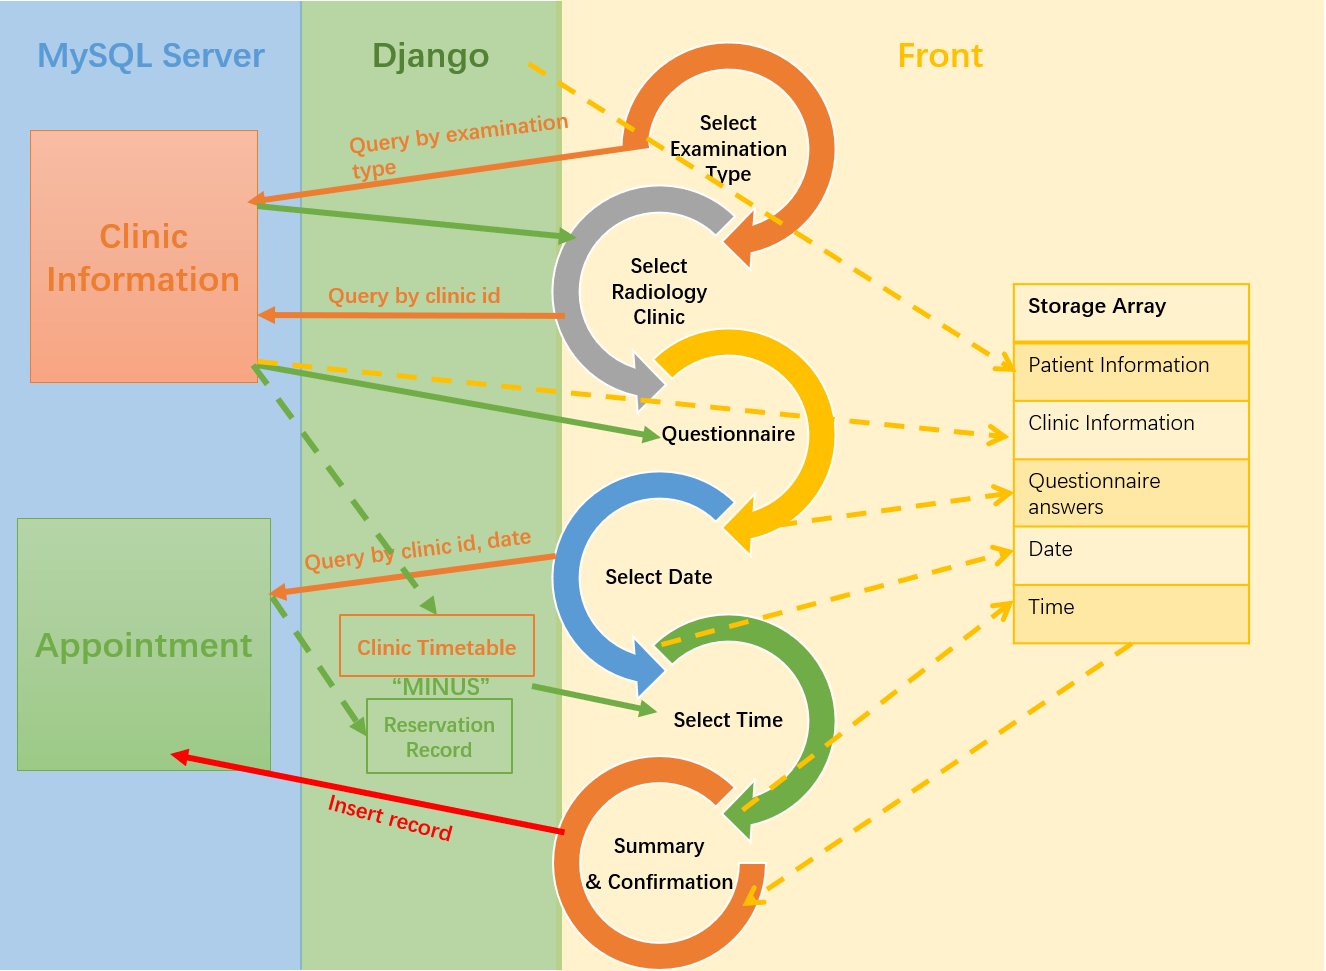 MySQL Server
Django
Front
Query by examination
type
Select
Examination
Type
Clinic
Information
Select
Radiology
Clinic
Query by clinic id
Storage Array
Patient Information
Clinic Information
Questionnaire
answers
Date
Time
Questionnaire
Query by clinic id, date
Select Date
Appointment
Clinic Timetable
“MINUS”
Reservation
Record
Select Time
Insert record
Summary
& Confirmation